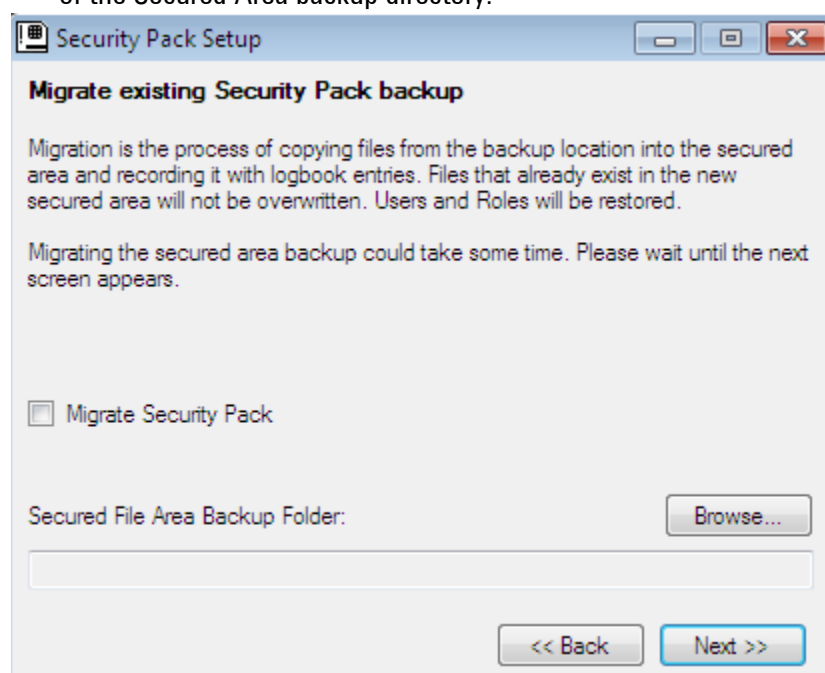 of the Secured Area backup directory.
Security Pack Setup
Migrate existing Security Pack backup
Migration is the process of copying files from the backup location into the secured
area and recording it with logbook entries. Files that already exist in the new
secured area will not be overwritten. Users and Roles will be restored.
Migrating the secured area backup could take some time. Please wait until the next
screen appears.
Migrate Security Pack
Secured File Area Backup Folder:
Browse...
<< Back
Next >>